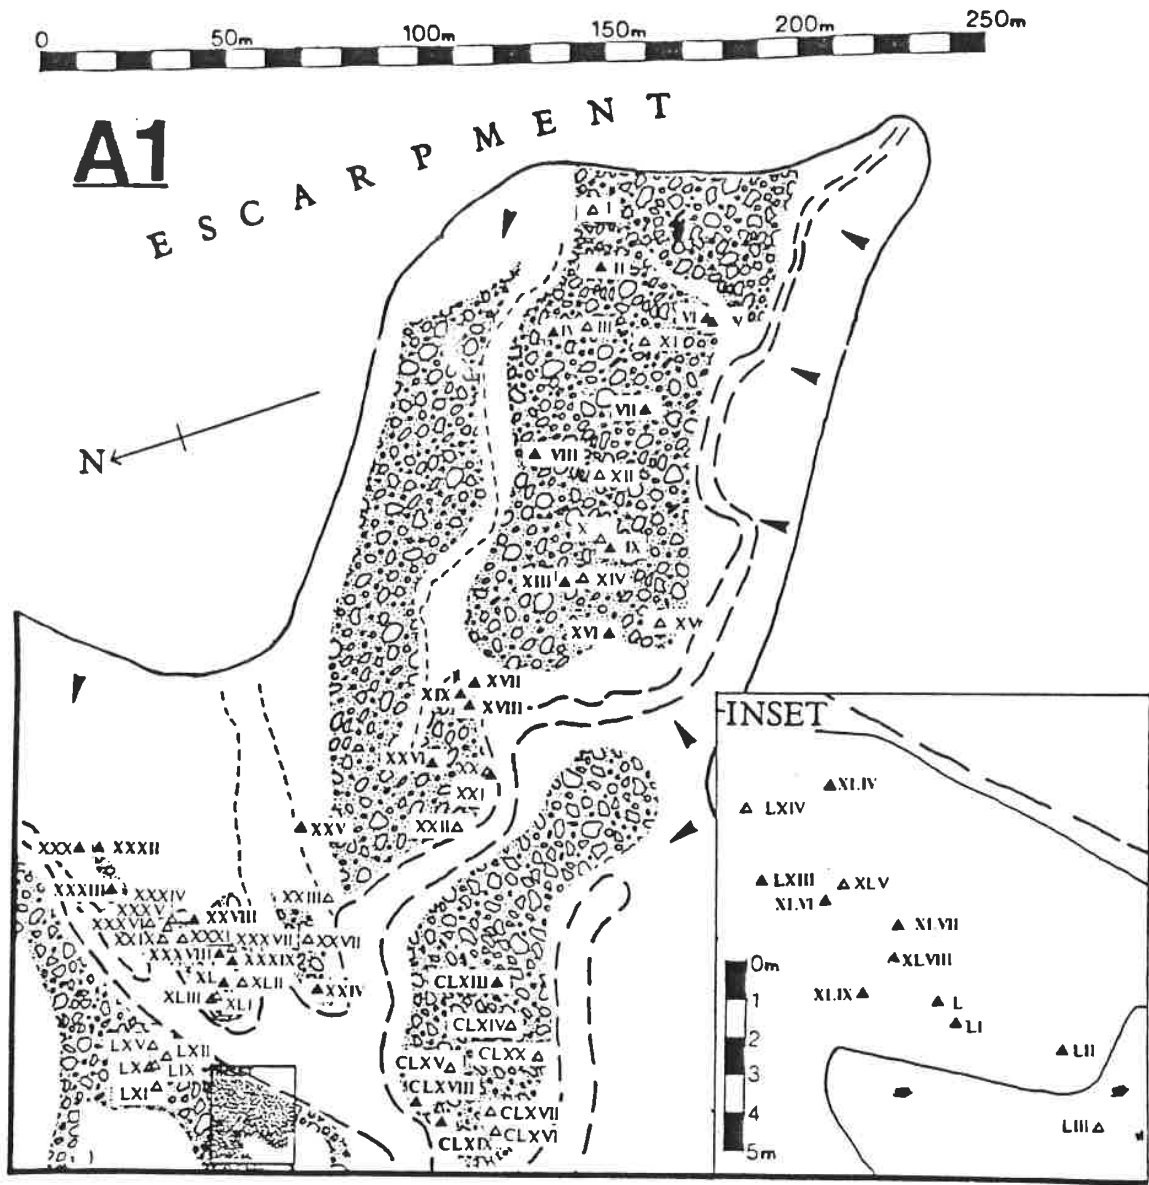 0 50m 100m 150m 200m 250m
A1
ESCARPMENT
I
II
VI V
IV III
XI
VII
N
VIII
XII
X
IX
XIII XIV
XVI XV
XVII
XIX
XVIII
XXVI XX
XXI
XXV XXII
XXX XXXII
XXXIII
XXXIV XXIII
XXXV XXVIII
XXXVI
XXIX XXXI XXXVII XXVII
XXXVIII XXXIX
XL XLII XXIV
XLIII XLI
CLXIII
CLXIV
LXV LXII
LX LIX
CLXV CLXX
LXI
CLXVIII
CLXVII
CLXIX CLXVI
INSET
XLIV
LXIV
LXIII XLV
XLVI
XLVII
XLVIII
0m
XLIX L
1
LI
2
LII
3
4
LIII
5m